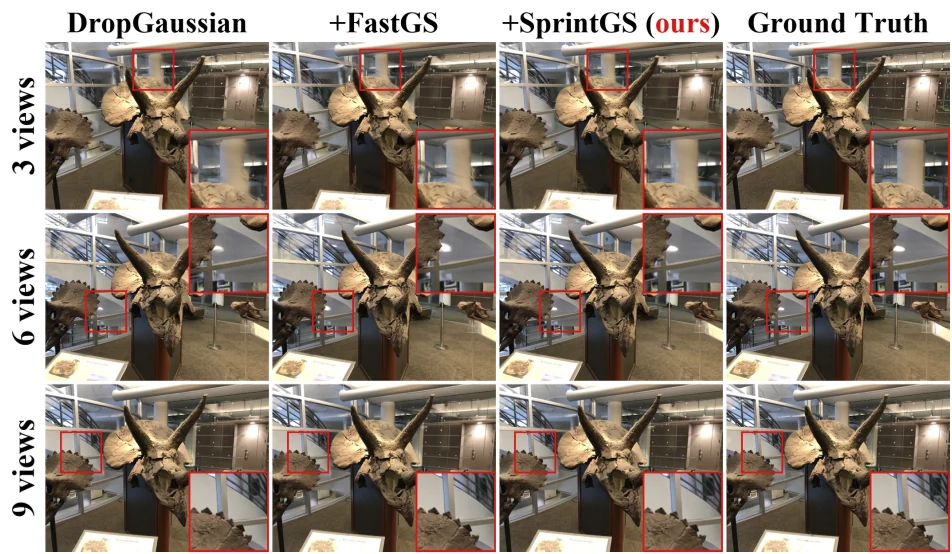 DropGaussian +FastGS +SprintGS (ours) Ground Truth
3 views
6 views
9 views